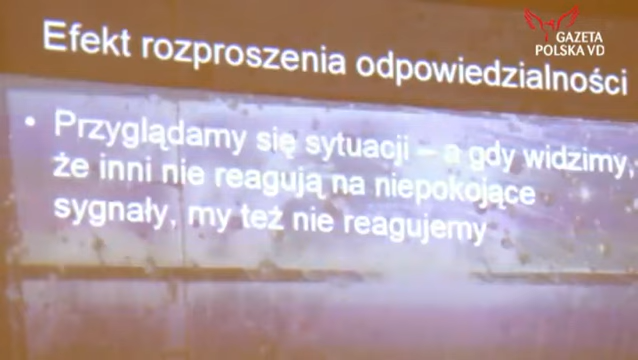 GAZETA
POLSKA VD
Efekt rozproszenia odpowiedzialności
• Przyglądamy się sytuacji – a gdy widzimy,
że inni nie reagują na niepokojące
sygnały, my też nie reagujemy